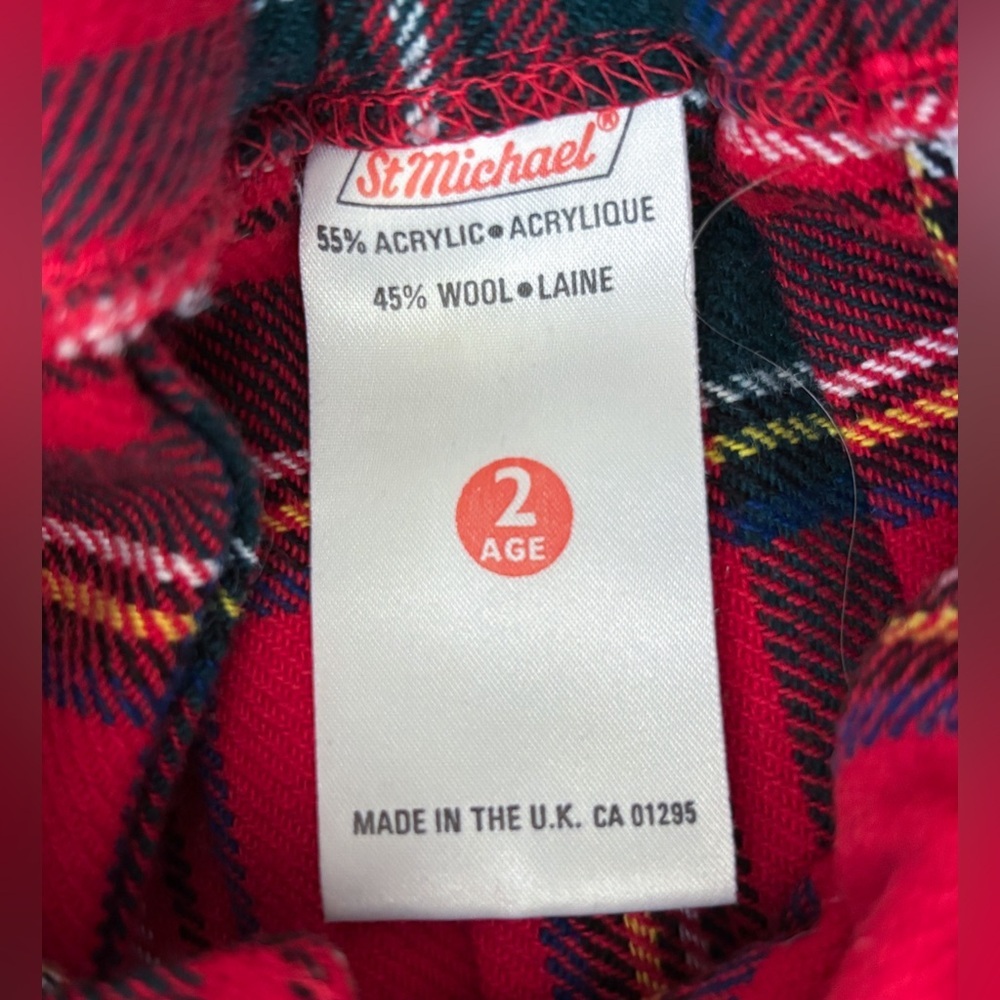 St Michael®
55% ACRYLIC•ACRYLIQUE
45% WOOL•LAINE
2
AGE
MADE IN THE U.K. CA 01295